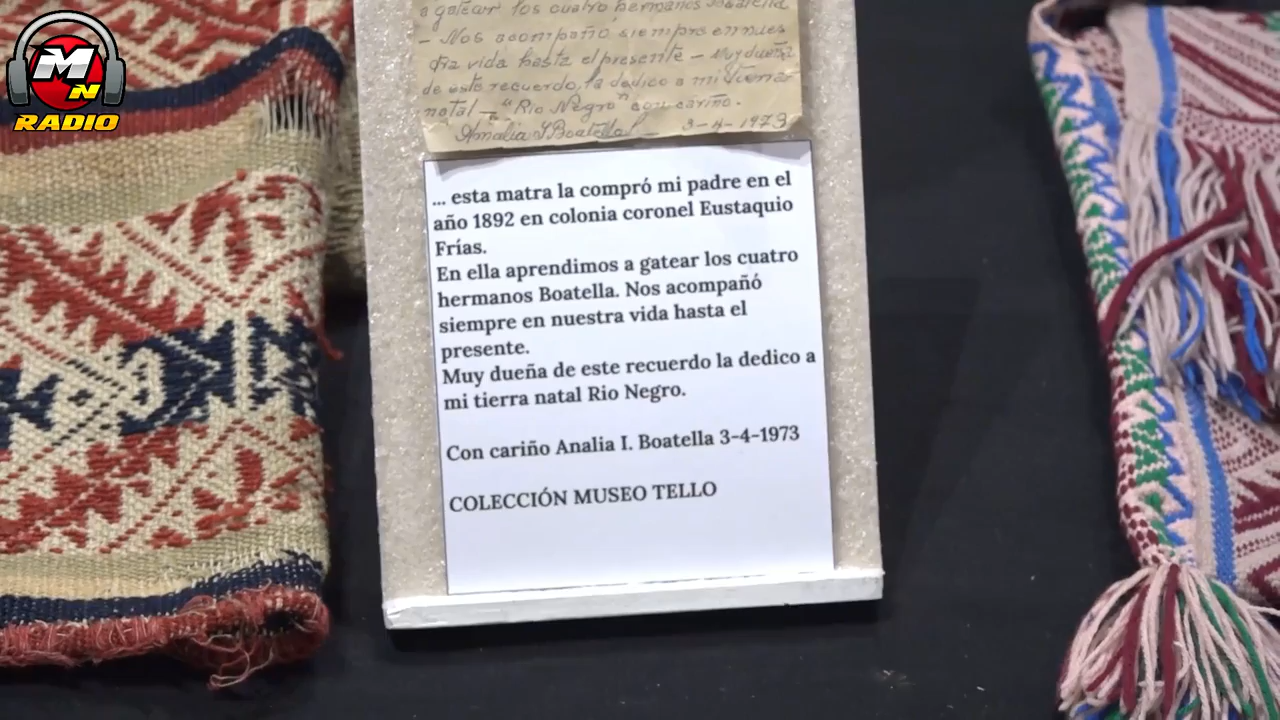 MN
RADIO
a gatear los cuatro hermanos Boatella
- Nos acompañó siempre en nues
vida hasta el presente - Muy dueña
de este recuerdo, la dedico a mi
natal - "Rio Negro" con cariño.
Amalia I Boatella - 3-4-1973
... esta matra la compró mi padre en el
año 1892 en colonia coronel Eustaquio
Frías.
En ella aprendimos a gatear los cuatro
hermanos Boatella. Nos acompañó
siempre en nuestra vida hasta el
presente.
Muy dueña de este recuerdo la dedico a
mi tierra natal Rio Negro.
Con cariño Analia I. Boatella 3-4-1973
COLECCIÓN MUSEO TELLO